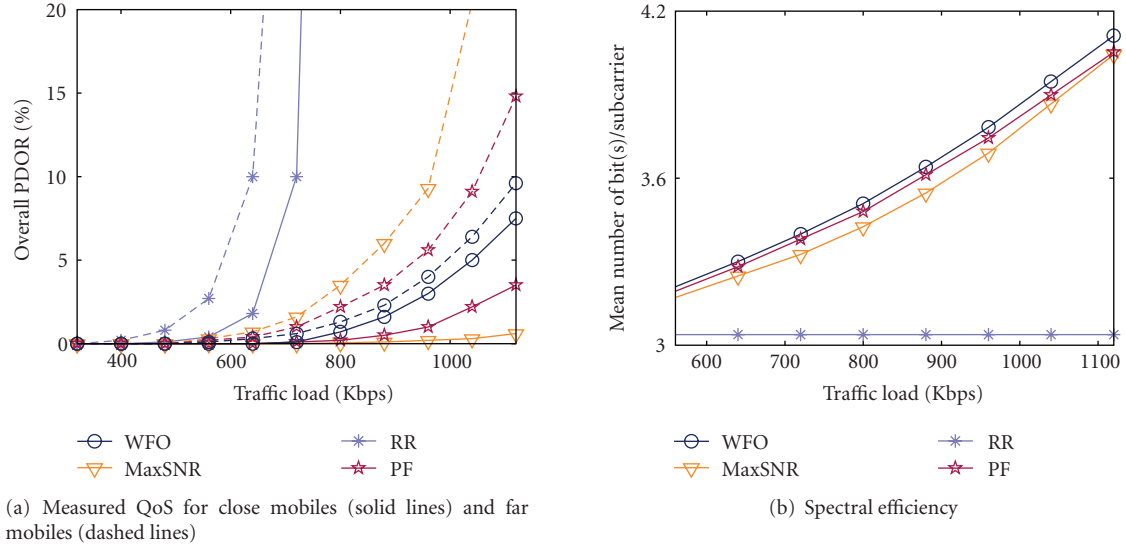 20
15
10
5
0
Overall PDOR (%)
400
600
800
1000
Traffic load (Kbps)
WFO
MaxSNR
RR
PF
(a) Measured QoS for close mobiles (solid lines) and far
mobiles (dashed lines)
4.2
3.6
3
Mean number of bit(s)/subcarrier
600
700
800
900
1000
1100
Traffic load (Kbps)
WFO
MaxSNR
RR
PF
(b) Spectral efficiency